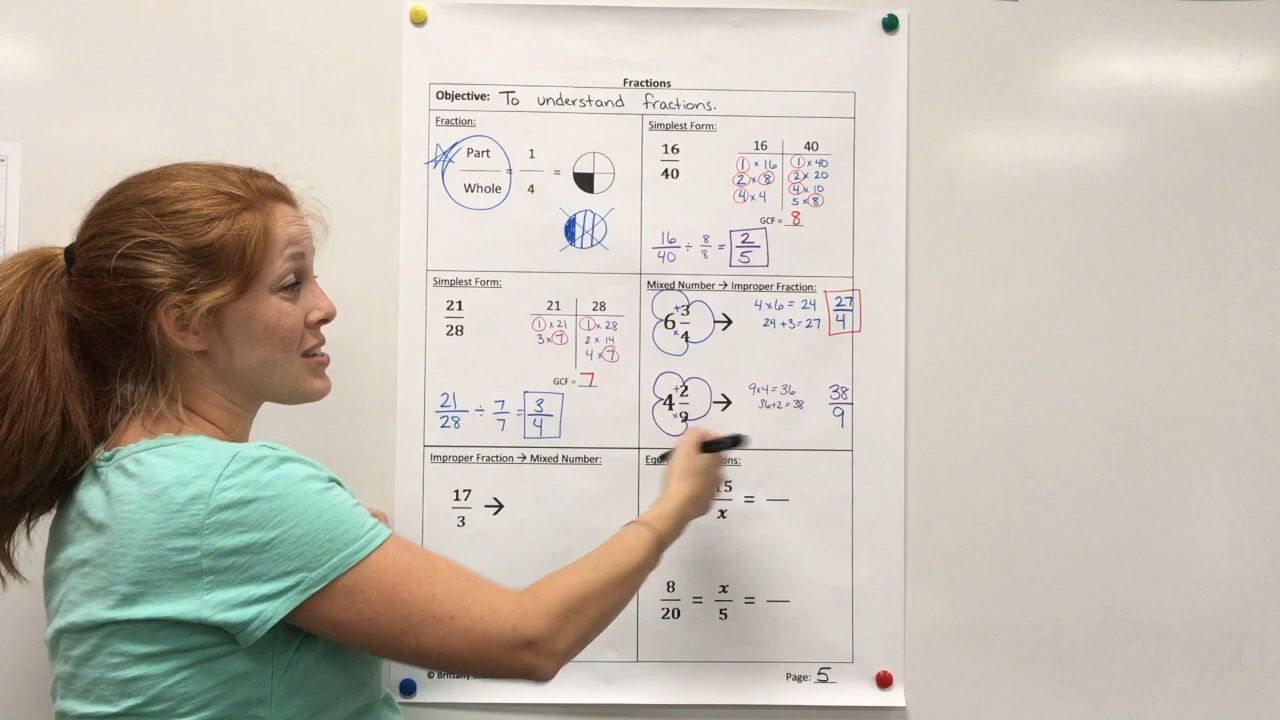 Fractions
Objective: To understand fractions.
Fraction:
Part
Whole
=
1
4
=
Simplest Form:
16
40
16 40
1 × 16 1 × 40
2 × 8 2 × 20
4 × 4 4 × 10
5 × 8
GCF = 8
16/40 ÷ 8/8 = 2/5
Simplest Form:
21
28
21 28
1 × 21 1 × 28
3 × 7 2 × 14
4 × 7
GCF = 7
21/28 ÷ 7/7 = 3/4
Mixed Number → Improper Fraction:
6 +3/×4 → 4 × 6 = 24 27/4
24 + 3 = 27
4 +2/×9 → 9×4 = 36 38/9
36+2 = 38
Improper Fraction → Mixed Number:
17/3 →
15/x = —
8/20 = x/5 = —
© Brittany
Page: 5